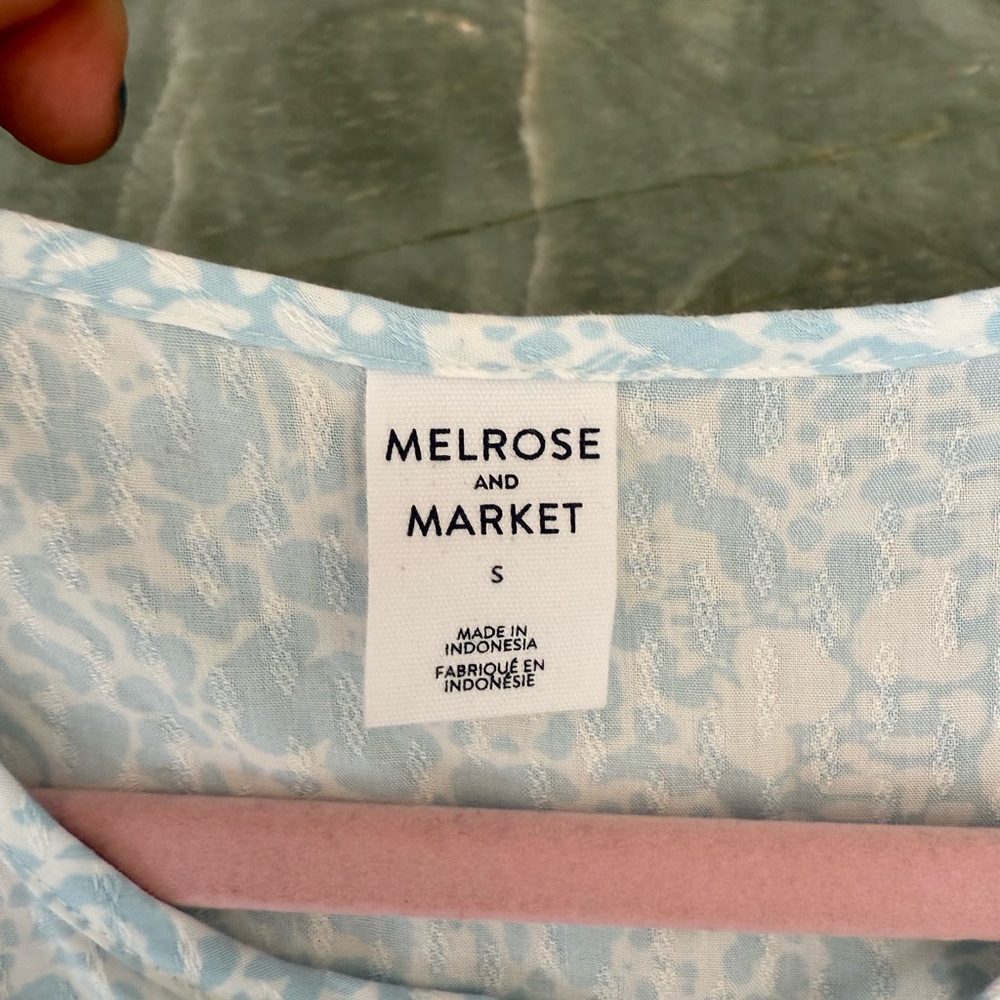 MELROSE
AND
MARKET
S
MADE IN
INDONESIA
FABRIQUÉ EN
INDONÉSIE